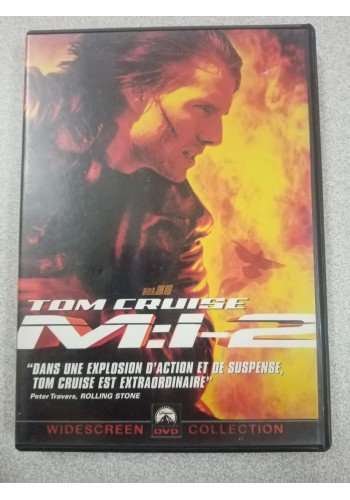 TOM CRUISE
M:I-2
"DANS UNE EXPLOSION D'ACTION ET DE SUSPENSE,
TOM CRUISE EST EXTRAORDINAIRE"
Peter Travers, ROLLING STONE
WIDESCREEN DVD COLLECTION